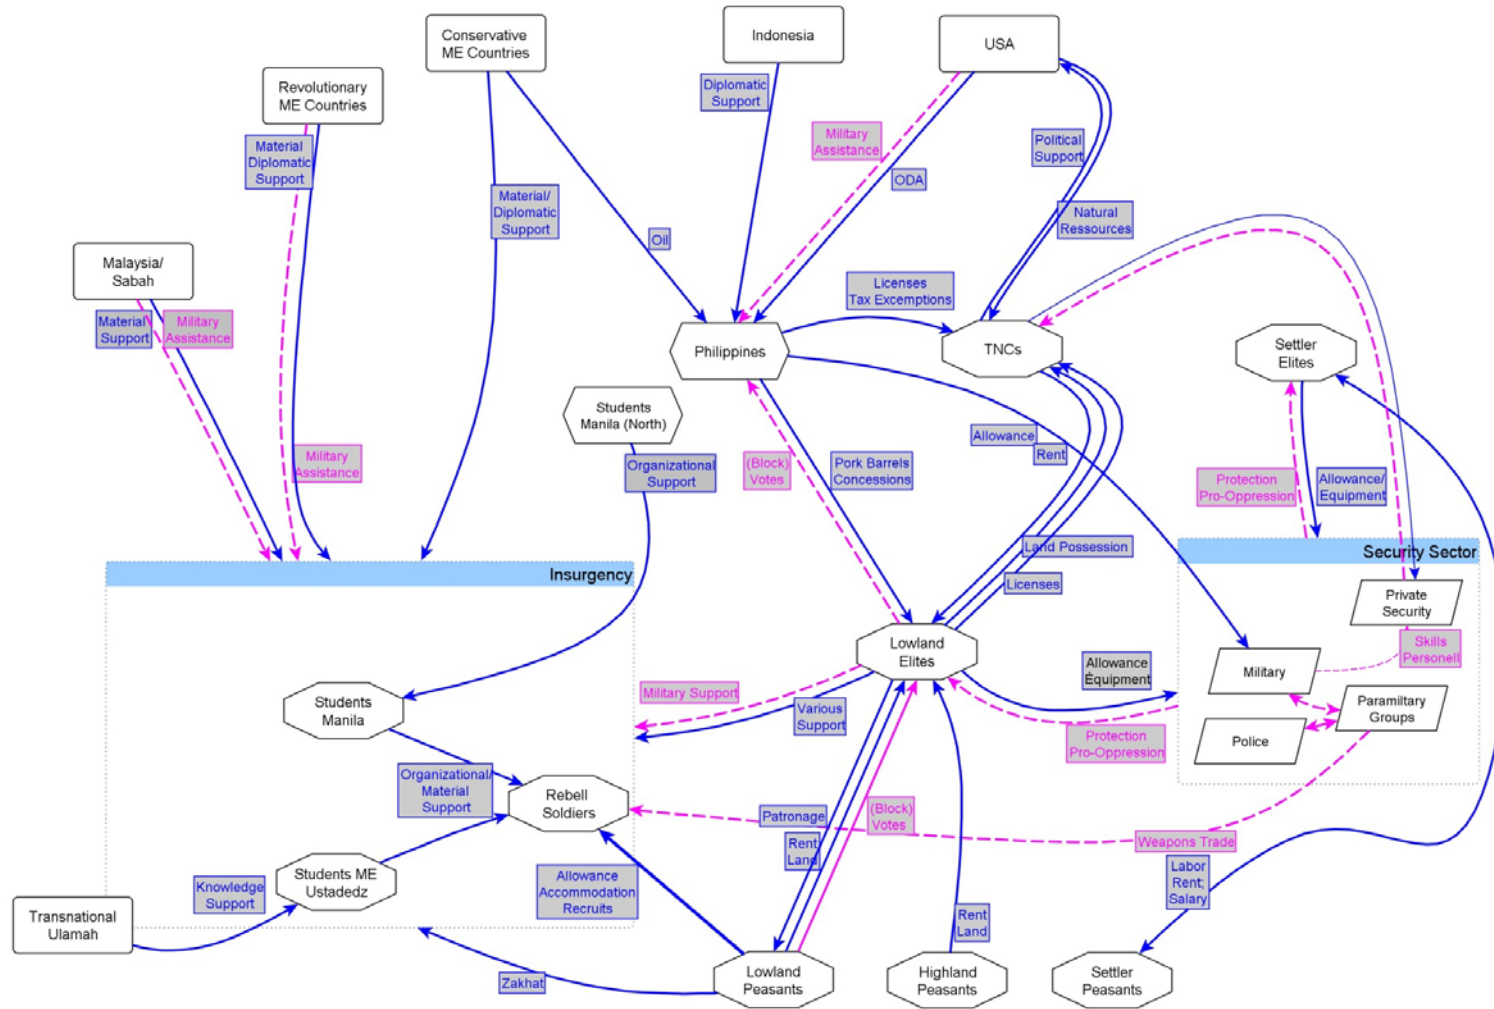 Conservative
ME Countries
Indonesia
USA
Revolutionary
ME Countries
Diplomatic
Support
Military
Assistance
Political
Support
Material
Diplomatic
Support
ODA
Material/
Diplomatic
Support
Natural
Ressources
Oil
Malaysia/
Sabah
Licenses
Tax Excemptions
Material
Support
Military
Assistance
Philippines
TNCs
Settler
Elites
Students
Manila (North)
Allowance
Rent
Military
Assistance
Organizational
Support
(Block)
Votes
Pork Barrels
Concessions
Protection
Pro-Oppression
Allowance/
Equipment
Land Possession
Security Sector
Insurgency
Licenses
Private
Security
Lowland
Elites
Skills
Personell
Allowance
Equipment
Military
Military Support
Students
Manila
Various
Support
Paramiltary
Groups
Protection
Pro-Oppression
Police
Organizational/
Material
Support
Rebell
Soldiers
Patronage
(Block)
Votes
Rent
Land
Weapons Trade
Students ME
Ustadedz
Knowledge
Support
Allowance
Accommodation
Recruits
Labor
Rent;
Salary
Transnational
Ulamah
Rent
Land
Zakhat
Lowland
Peasants
Highland
Peasants
Settler
Peasants